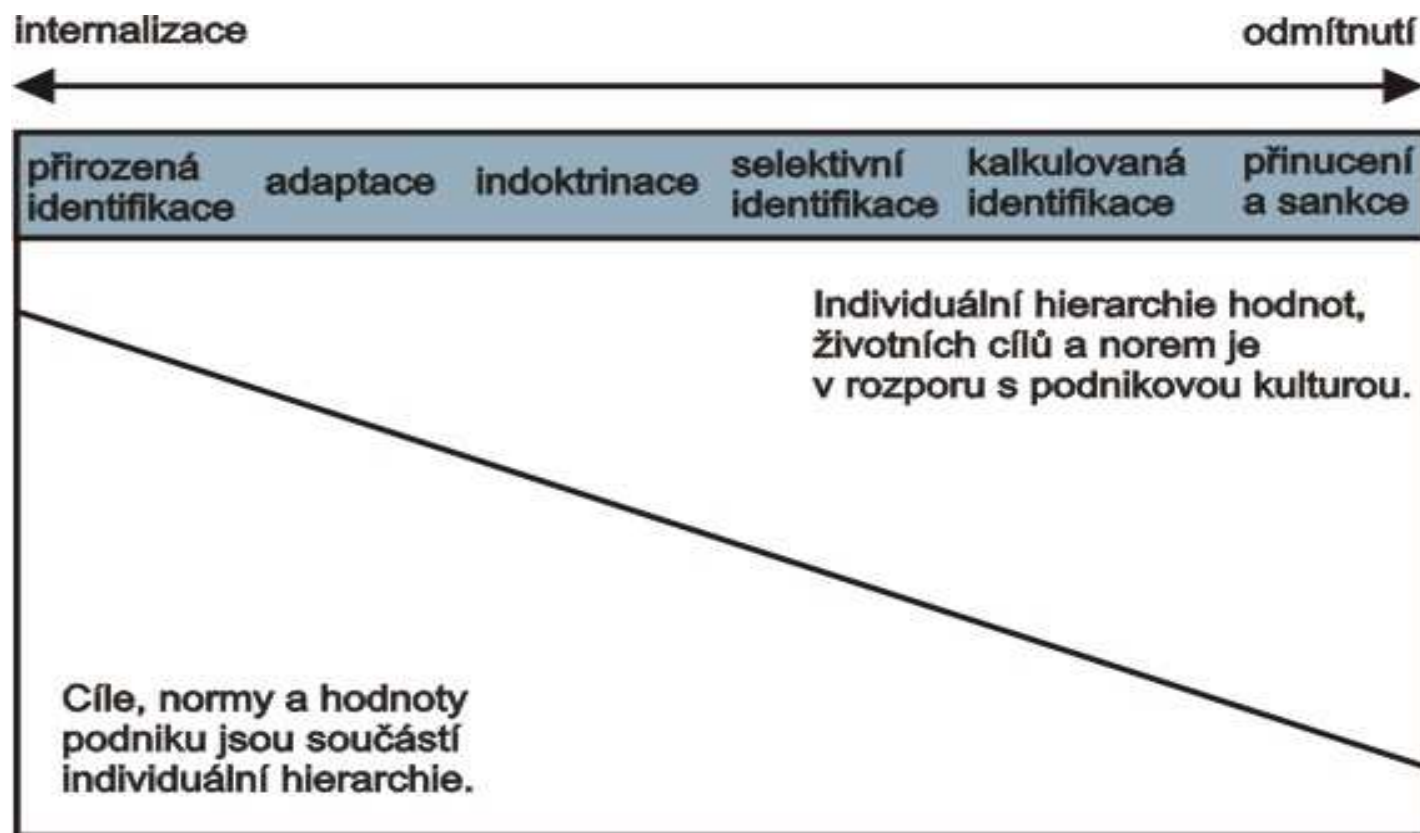 internalizace
odmítnutí
přirozená
identifikace
adaptace
indoktrinace
selektivní
identifikace
kalkulovaná
identifikace
přinucení
a sankce
Individuální hierarchie hodnot,
životních cílů a norem je
v rozporu s podnikovou kulturou.
Cíle, normy a hodnoty
podniku jsou součástí
individuální hierarchie.